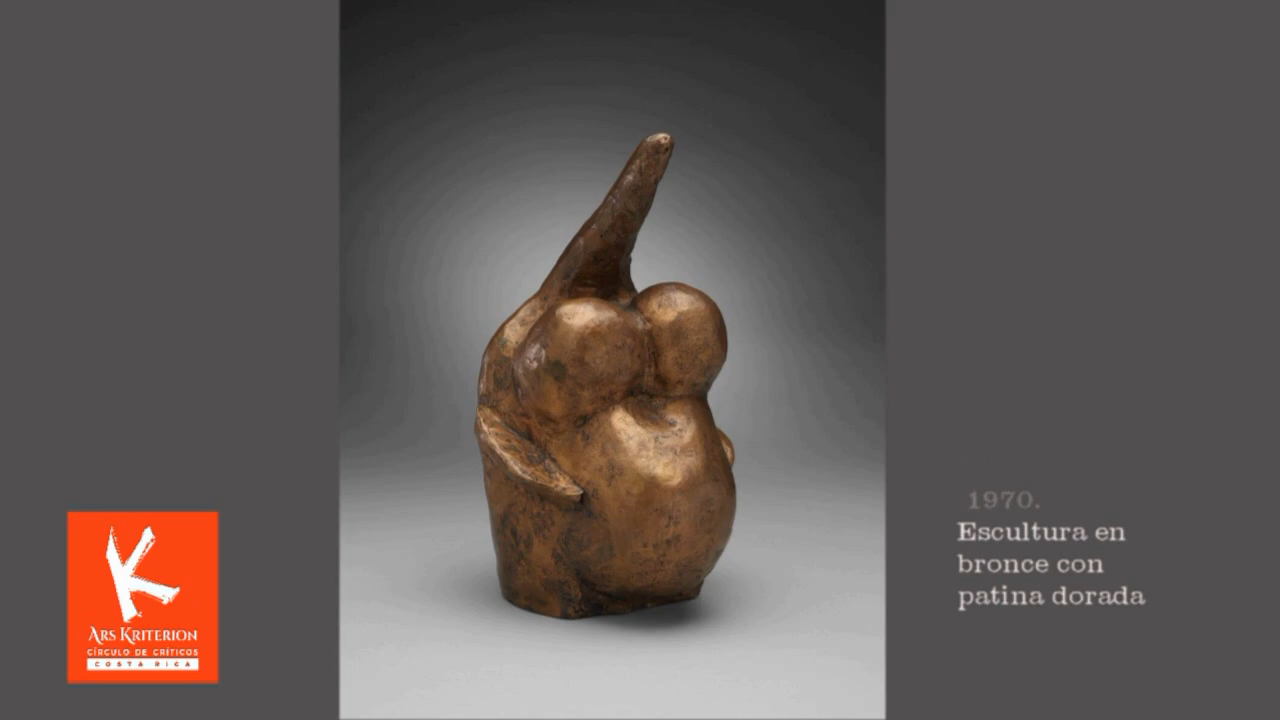 1970.
Escultura en
bronce con
patina dorada
K
ARS KRITERION
CÍRCULO DE CRÍTICOS
COSTA RICA